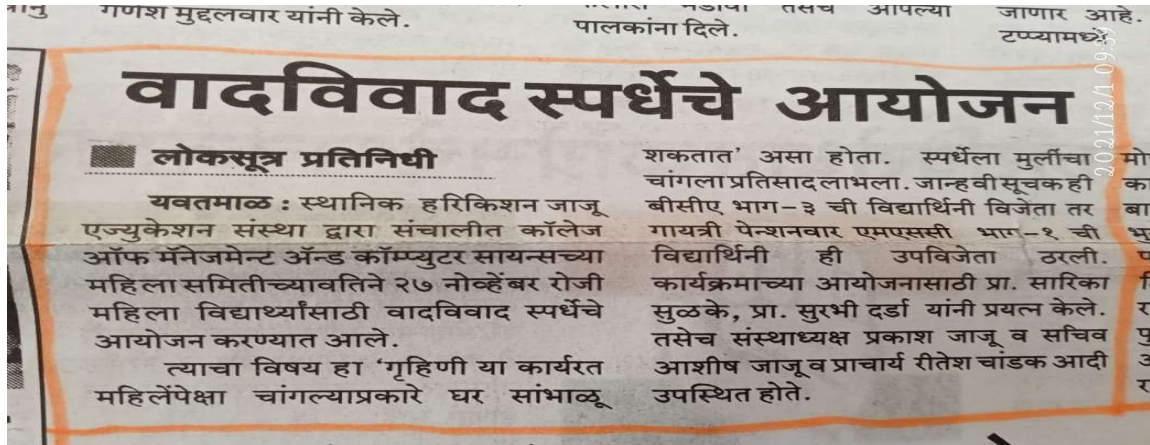 गणेश मुद्दलवार यांनी केले.
तसेच आपल्या
पालकांना दिले.
जाणार आहे.
टप्प्यामध्ये
वादविवाद स्पर्धेचे आयोजन
लोकसूत्र प्रतिनिधी
यवतमाळ : स्थानिक हरिकिशन जाजू
एज्युकेशन संस्था द्वारा संचालीत कॉलेज
ऑफ मॅनेजमेन्ट ॲन्ड कॉम्प्युटर सायन्सच्या
महिला समितीच्यावतिने २७ नोव्हेंबर रोजी
महिला विद्यार्थ्यांसाठी वादविवाद स्पर्धेचे
आयोजन करण्यात आले.
त्याचा विषय हा 'गृहिणी या कार्यरत
महिलेंपेक्षा चांगल्याप्रकारे घर सांभाळू
शकतात' असा होता. स्पर्धेला मुलींचा
चांगला प्रतिसाद लाभला. जान्हवी सूचक ही
बीसीए भाग-३ ची विद्यार्थिनी विजेता तर
गायत्री पेन्शनवार एमएससी भाग-१ ची
विद्यार्थिनी ही उपविजेता ठरली.
कार्यक्रमाच्या आयोजनासाठी प्रा. सारिका
सुळके, प्रा. सुरभी दर्डा यांनी प्रयत्न केले.
तसेच संस्थाध्यक्ष प्रकाश जाजू व सचिव
आशीष जाजू व प्राचार्य रीतेश चांडक आदी
उपस्थित होते.